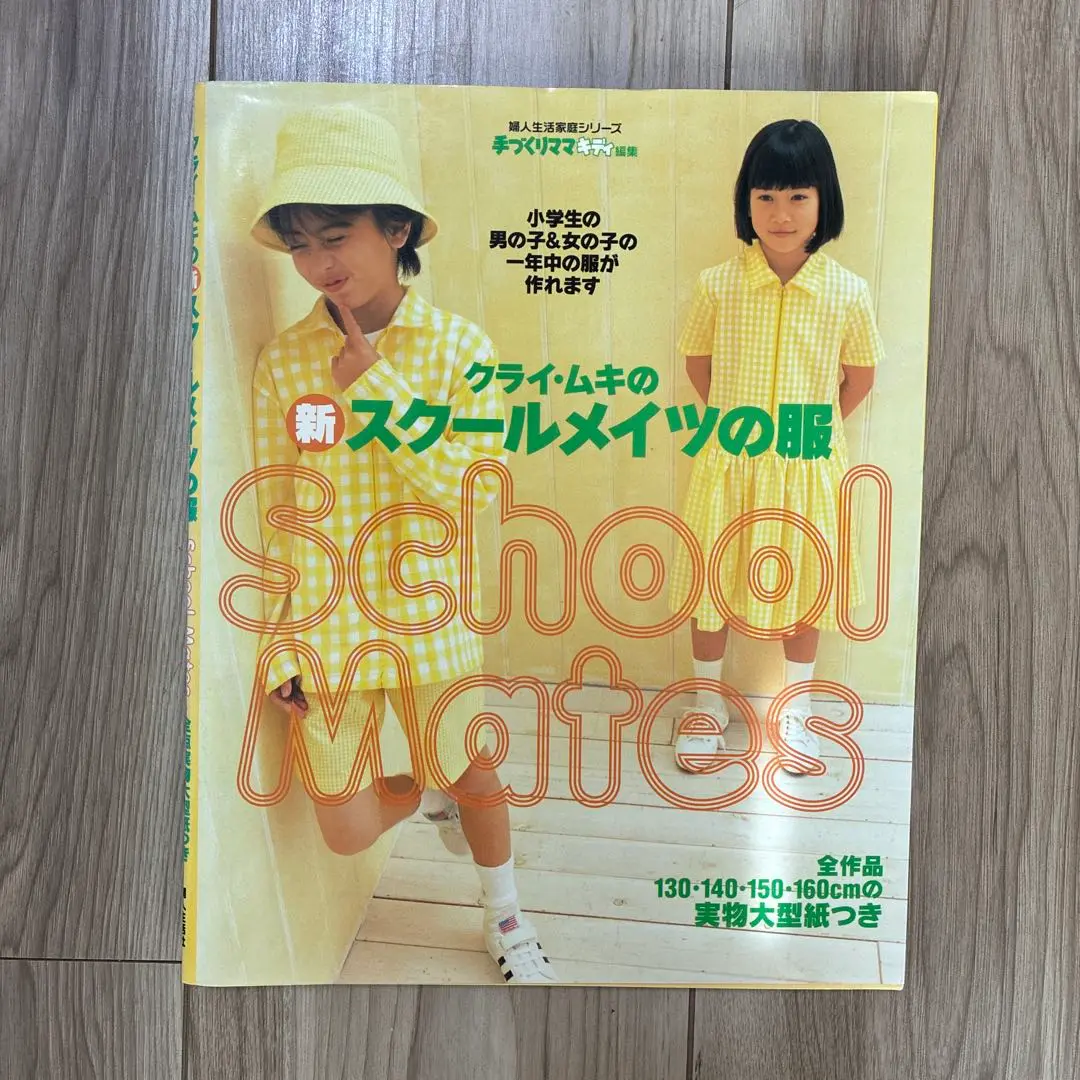 婦人生活家庭シリーズ
手づくりママキディ編集
小学生の
男の子&女の子の
一年中の服が
作れます
クライ・ムキの
新スクールメイツの服
School
Mates
全作品
130・140・150・160cmの
実物大型紙つき
クライ・ムキの新スクールメイツの服 School Mates